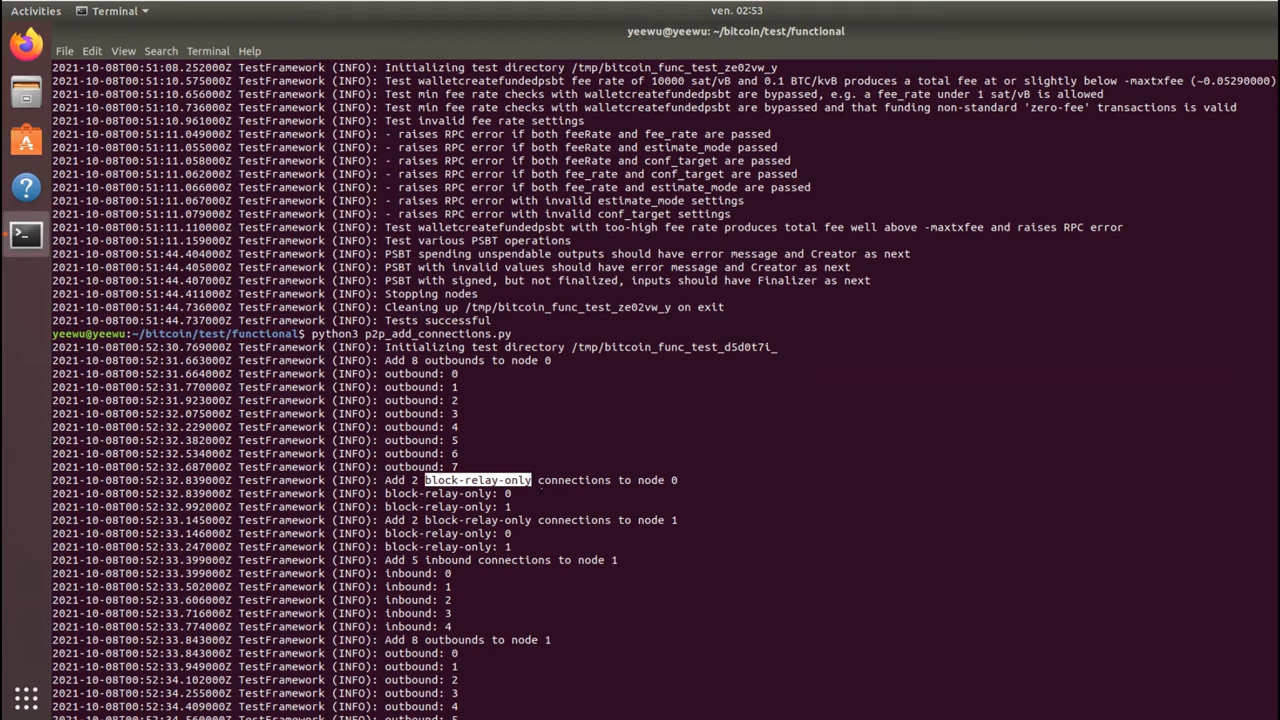 Activities Terminal ven. 02:53
yeewu@yeewu: ~/bitcoin/test/functional
File Edit View Search Terminal Help
2021-10-08T00:51:08.252000Z TestFramework (INFO): Initializing test directory /tmp/bitcoin_func_test_ze02vw_y
2021-10-08T00:51:10.575000Z TestFramework (INFO): Test walletcreatefundedpsbt fee rate of 10000 sat/vB and 0.1 BTC/kvB produces a total fee at or slightly below -maxtxfee (~0.05290000)
2021-10-08T00:51:10.656000Z TestFramework (INFO): Test min fee rate checks with walletcreatefundedpsbt are bypassed, e.g. a fee_rate under 1 sat/vB is allowed
2021-10-08T00:51:10.736000Z TestFramework (INFO): Test min fee rate checks with walletcreatefundedpsbt are bypassed and that funding non-standard 'zero-fee' transactions is valid
2021-10-08T00:51:10.961000Z TestFramework (INFO): Test invalid fee rate settings
2021-10-08T00:51:11.049000Z TestFramework (INFO): - raises RPC error if both feeRate and fee_rate are passed
2021-10-08T00:51:11.055000Z TestFramework (INFO): - raises RPC error if both feeRate and estimate_mode passed
2021-10-08T00:51:11.058000Z TestFramework (INFO): - raises RPC error if both feeRate and conf_target are passed
2021-10-08T00:51:11.062000Z TestFramework (INFO): - raises RPC error if both fee_rate and conf_target are passed
2021-10-08T00:51:11.066000Z TestFramework (INFO): - raises RPC error if both fee_rate and estimate_mode are passed
2021-10-08T00:51:11.067000Z TestFramework (INFO): - raises RPC error with invalid estimate_mode settings
2021-10-08T00:51:11.079000Z TestFramework (INFO): - raises RPC error with invalid conf_target settings
2021-10-08T00:51:11.110000Z TestFramework (INFO): Test walletcreatefundedpsbt with too-high fee rate produces total fee well above -maxtxfee and raises RPC error
2021-10-08T00:51:11.159000Z TestFramework (INFO): Test various PSBT operations
2021-10-08T00:51:44.404000Z TestFramework (INFO): PSBT spending unspendable outputs should have error message and Creator as next
2021-10-08T00:51:44.405000Z TestFramework (INFO): PSBT with invalid values should have error message and Creator as next
2021-10-08T00:51:44.407000Z TestFramework (INFO): PSBT with signed, but not finalized, inputs should have Finalizer as next
2021-10-08T00:51:44.411000Z TestFramework (INFO): Stopping nodes
2021-10-08T00:51:44.736000Z TestFramework (INFO): Cleaning up /tmp/bitcoin_func_test_ze02vw_y on exit
2021-10-08T00:51:44.737000Z TestFramework (INFO): Tests successful
yeewu@yeewu:~/bitcoin/test/functional$ python3 p2p_add_connections.py
2021-10-08T00:52:30.769000Z TestFramework (INFO): Initializing test directory /tmp/bitcoin_func_test_d5d0t7i_
2021-10-08T00:52:31.663000Z TestFramework (INFO): Add 8 outbounds to node 0
2021-10-08T00:52:31.664000Z TestFramework (INFO): outbound: 0
2021-10-08T00:52:31.770000Z TestFramework (INFO): outbound: 1
2021-10-08T00:52:31.923000Z TestFramework (INFO): outbound: 2
2021-10-08T00:52:32.075000Z TestFramework (INFO): outbound: 3
2021-10-08T00:52:32.229000Z TestFramework (INFO): outbound: 4
2021-10-08T00:52:32.382000Z TestFramework (INFO): outbound: 5
2021-10-08T00:52:32.534000Z TestFramework (INFO): outbound: 6
2021-10-08T00:52:32.687000Z TestFramework (INFO): outbound: 7
2021-10-08T00:52:32.839000Z TestFramework (INFO): Add 2 block-relay-only connections to node 0
2021-10-08T00:52:32.839000Z TestFramework (INFO): block-relay-only: 0
2021-10-08T00:52:32.992000Z TestFramework (INFO): block-relay-only: 1
2021-10-08T00:52:33.145000Z TestFramework (INFO): Add 2 block-relay-only connections to node 1
2021-10-08T00:52:33.146000Z TestFramework (INFO): block-relay-only: 0
2021-10-08T00:52:33.247000Z TestFramework (INFO): block-relay-only: 1
2021-10-08T00:52:33.399000Z TestFramework (INFO): Add 5 inbound connections to node 1
2021-10-08T00:52:33.399000Z TestFramework (INFO): inbound: 0
2021-10-08T00:52:33.502000Z TestFramework (INFO): inbound: 1
2021-10-08T00:52:33.606000Z TestFramework (INFO): inbound: 2
2021-10-08T00:52:33.716000Z TestFramework (INFO): inbound: 3
2021-10-08T00:52:33.774000Z TestFramework (INFO): inbound: 4
2021-10-08T00:52:33.843000Z TestFramework (INFO): Add 8 outbounds to node 1
2021-10-08T00:52:33.843000Z TestFramework (INFO): outbound: 0
2021-10-08T00:52:33.949000Z TestFramework (INFO): outbound: 1
2021-10-08T00:52:34.102000Z TestFramework (INFO): outbound: 2
2021-10-08T00:52:34.255000Z TestFramework (INFO): outbound: 3
2021-10-08T00:52:34.409000Z TestFramework (INFO): outbound: 4
2021-10-08T00:52:34.560000Z TestFramework (INFO): outbound: 5